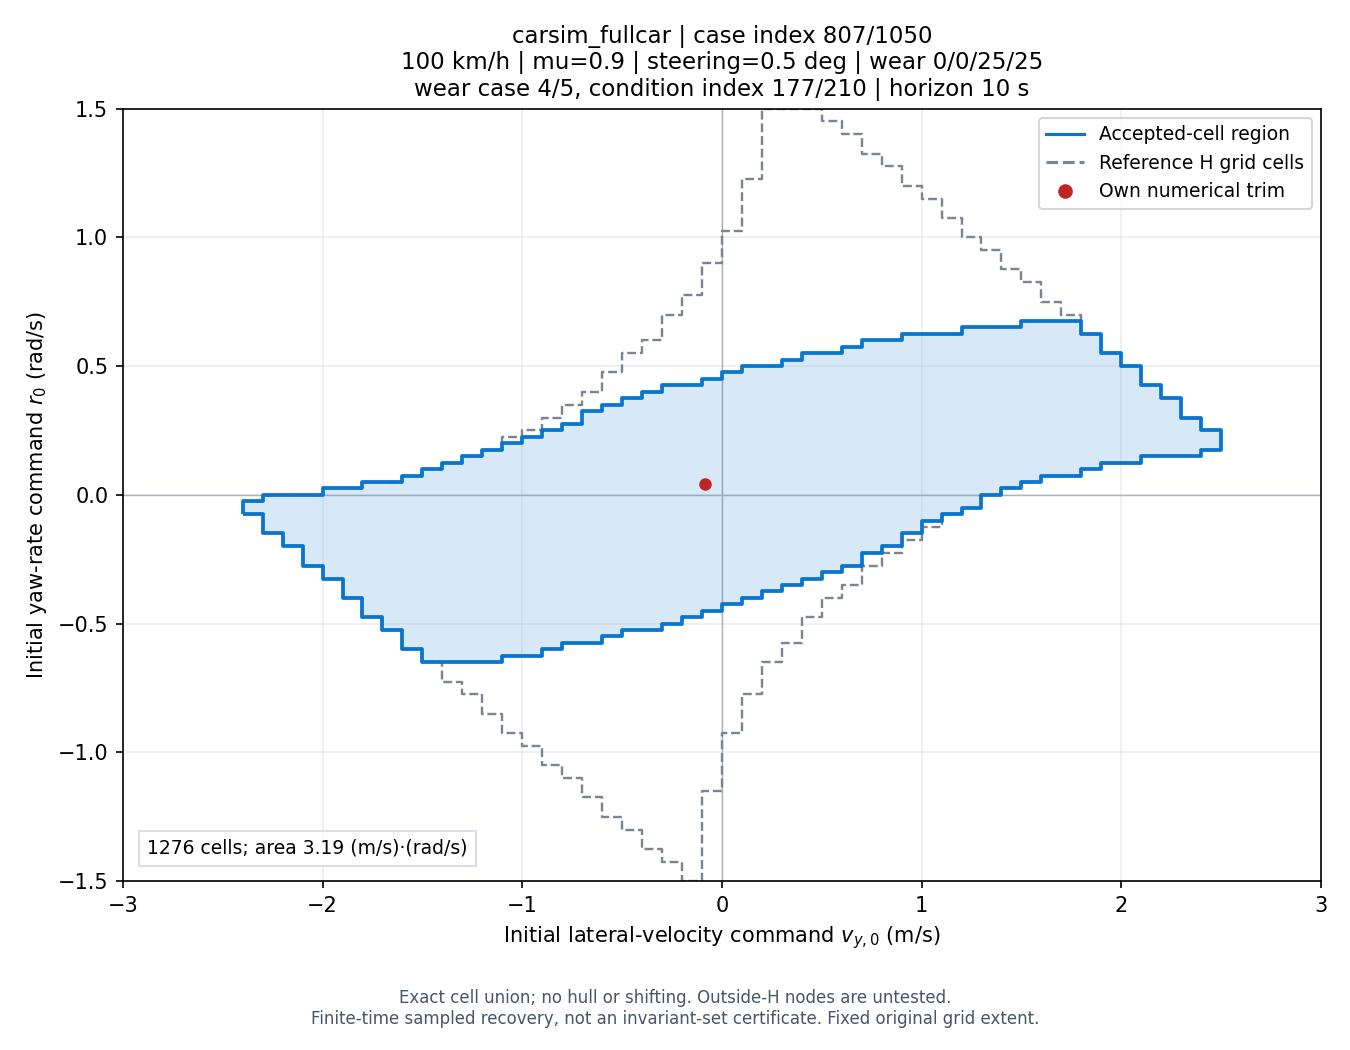 carsim_fullcar | case index 807/1050
100 km/h | mu=0.9 | steering=0.5 deg | wear 0/0/25/25
wear case 4/5, condition index 177/210 | horizon 10 s
Accepted-cell region
Reference H grid cells
Own numerical trim
1.5
1.0
0.5
0.0
−0.5
−1.0
−1.5
Initial yaw-rate command r0 (rad/s)
1276 cells; area 3.19 (m/s)·(rad/s)
−3 −2 −1 0 1 2 3
Initial lateral-velocity command vy,0 (m/s)
Exact cell union; no hull or shifting. Outside-H nodes are untested.
Finite-time sampled recovery, not an invariant-set certificate. Fixed original grid extent.